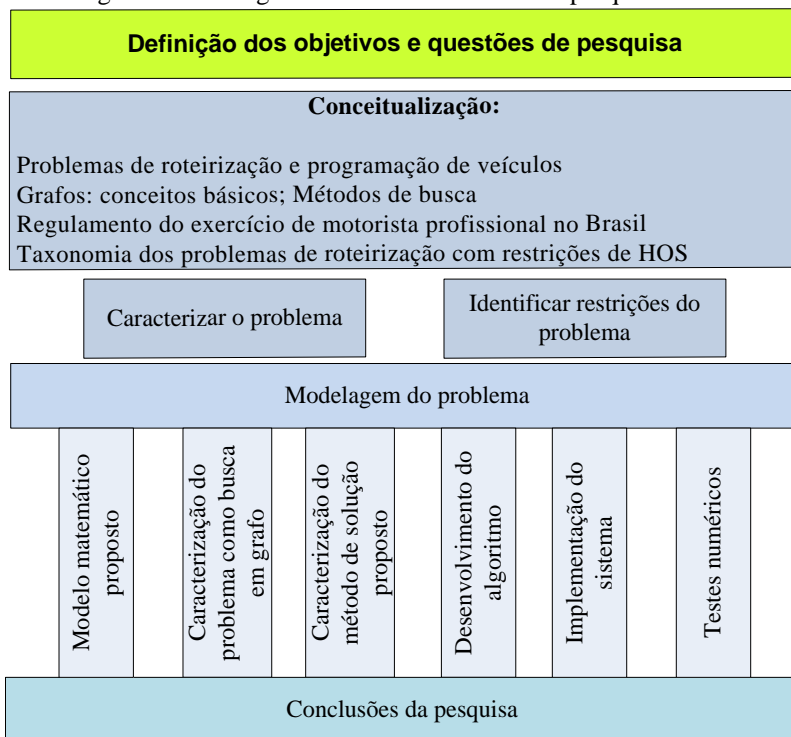 Definição dos objetivos e questões de pesquisa
Conceitualização:
Problemas de roteirização e programação de veículos
Grafos: conceitos básicos; Métodos de busca
Regulamento do exercício de motorista profissional no Brasil
Taxonomia dos problemas de roteirização com restrições de HOS
Caracterizar o problema
Identificar restrições do
problema
Modelagem do problema
Modelo matemático
proposto
Caracterização do
problema como busca
em grafo
Caracterização do
método de solução
proposto
Desenvolvimento do
algoritmo
Implementação do
sistema
Testes numéricos
Conclusões da pesquisa